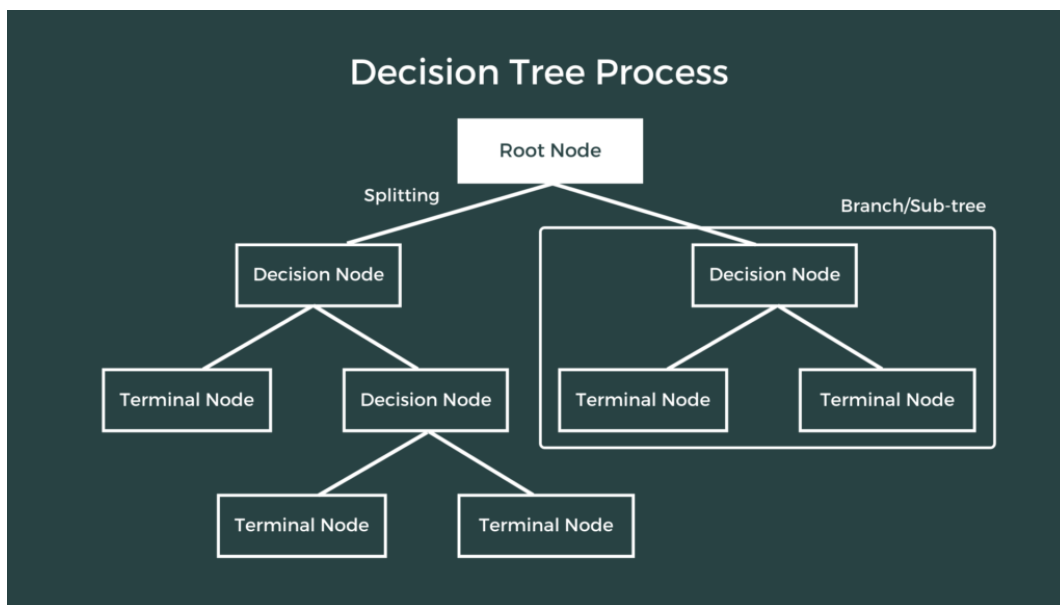 Decision Tree Process
Root Node
Splitting
Branch/Sub-tree
Decision Node
Decision Node
Terminal Node
Decision Node
Terminal Node
Terminal Node
Terminal Node
Terminal Node